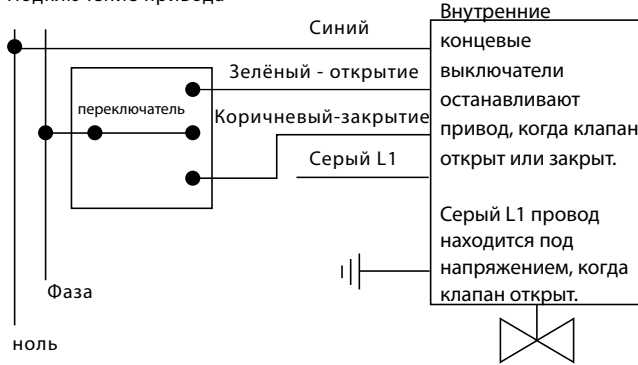 Подключение привода
Синий
Зелёный - открытие
переключатель
Коричневый-закрытие
Серый L1
Фаза
ноль
Внутренние
концевые
выключатели
останавливают
привод, когда клапан
открыт или закрыт.
Серый L1 провод
находится под
напряжением, когда
клапан открыт.